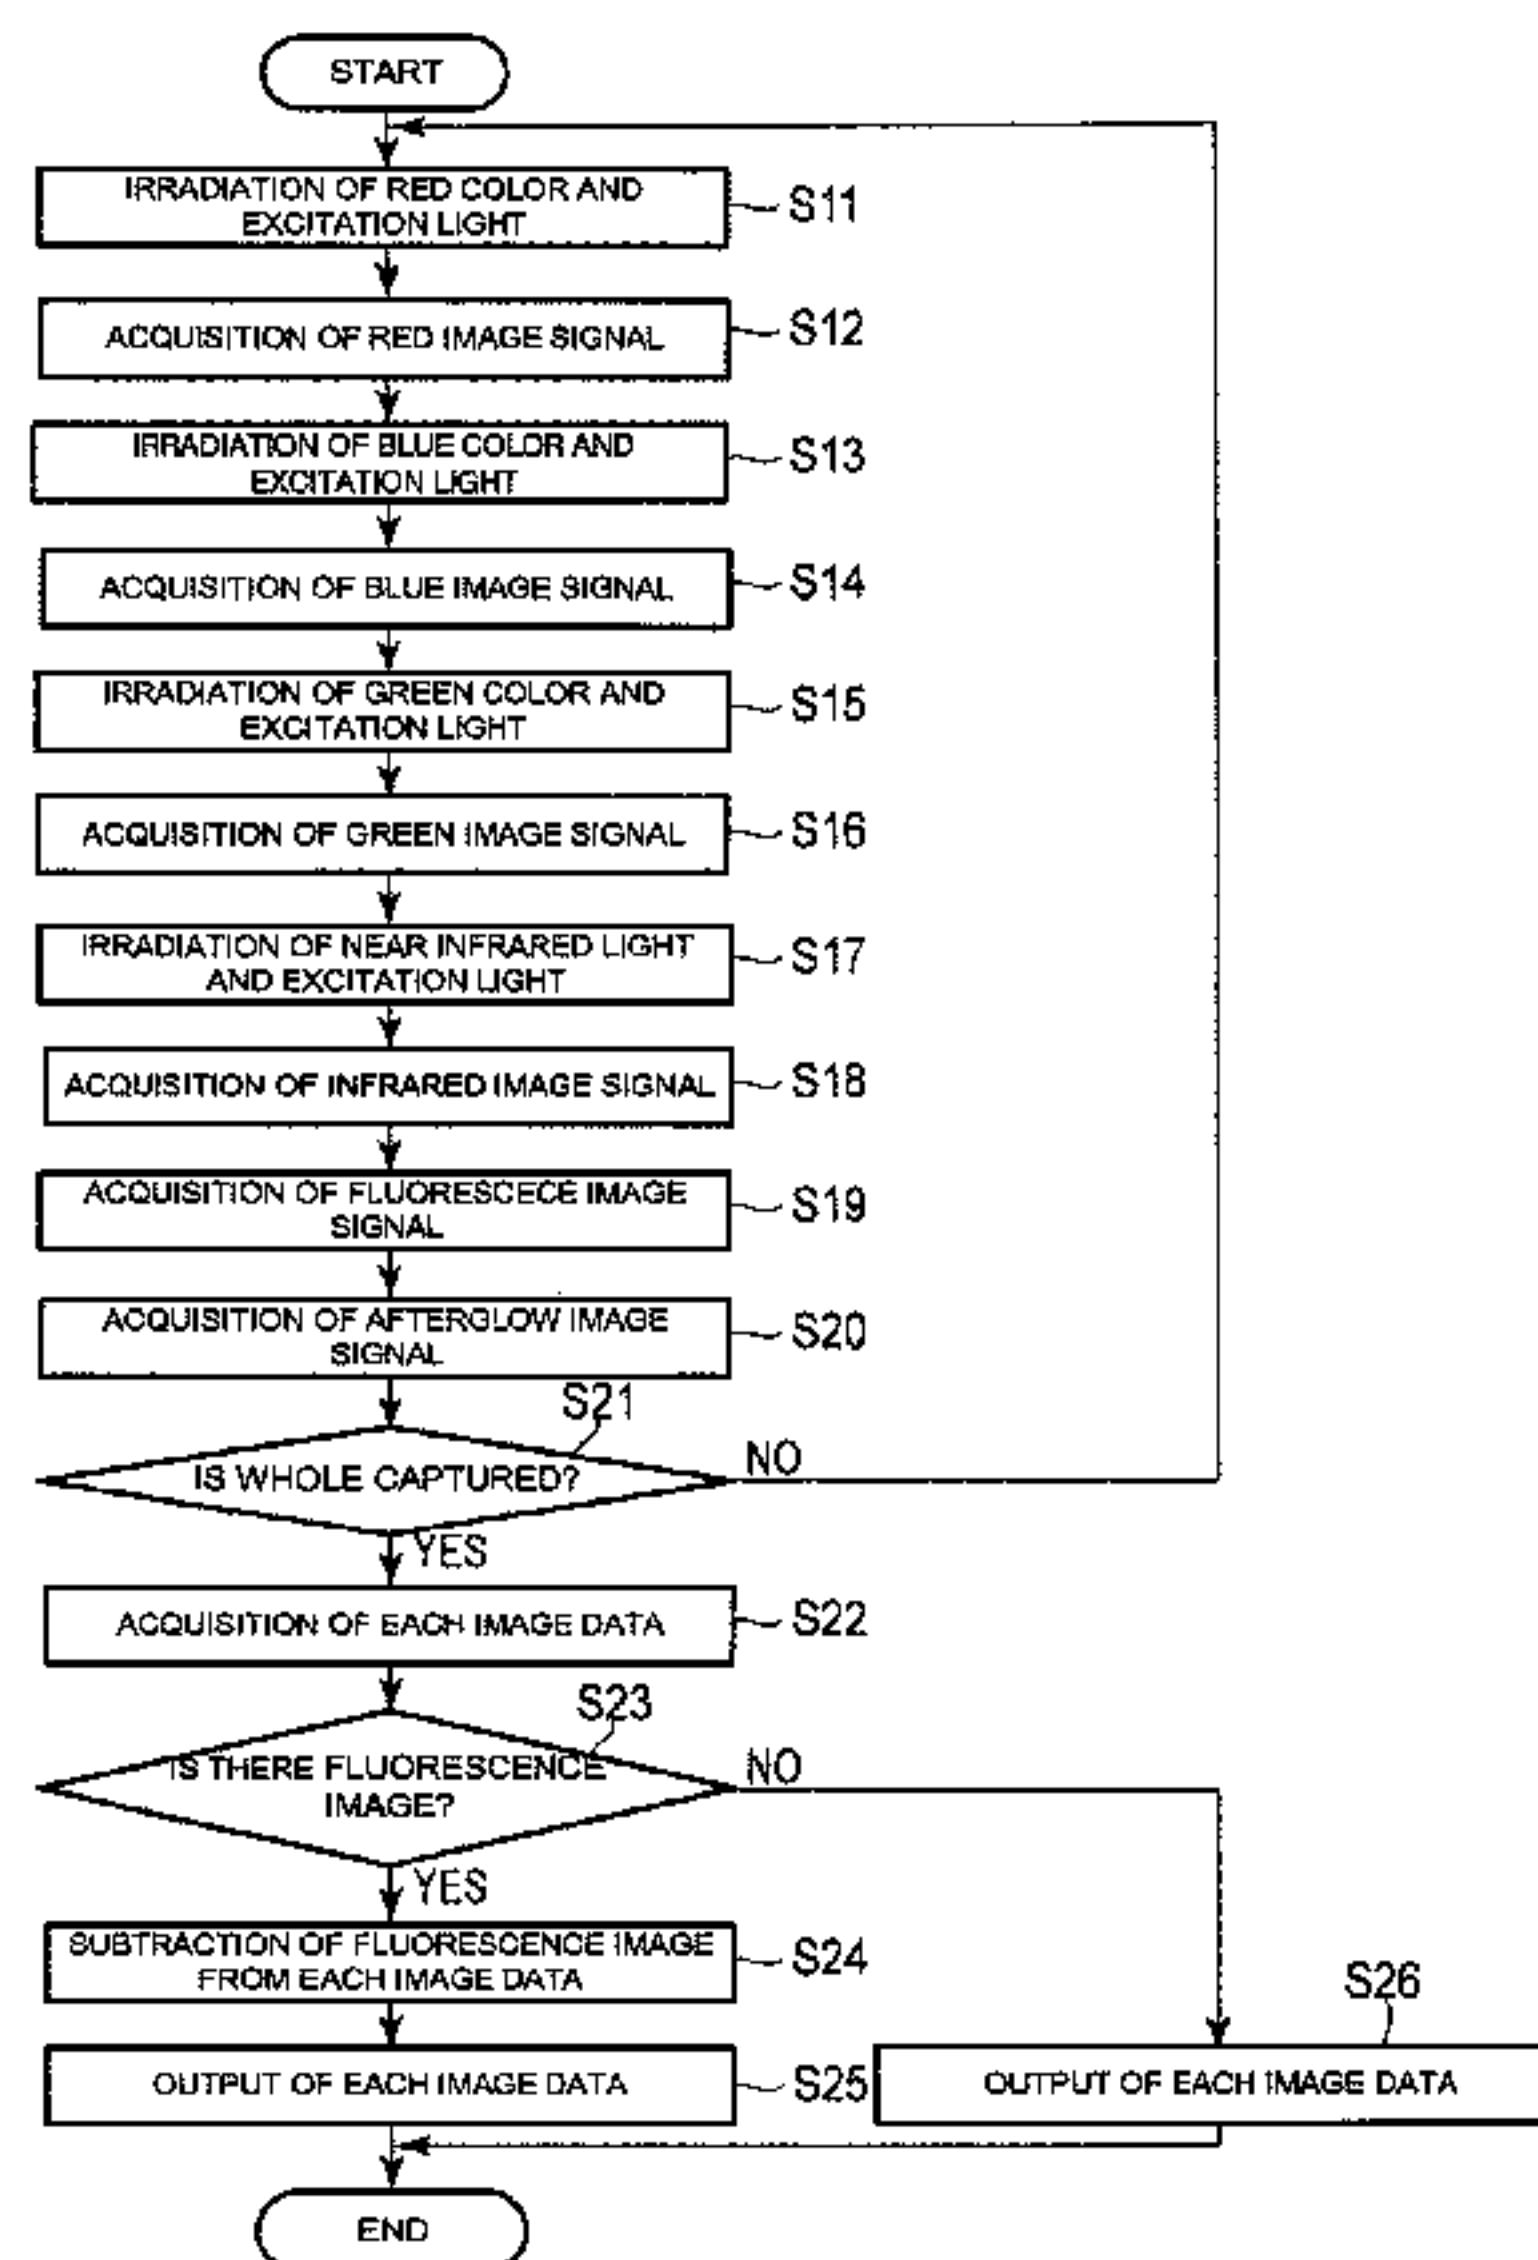 START
IRRADIATION OF RED COLOR AND
EXCITATION LIGHT
S11
ACQUISITION OF RED IMAGE SIGNAL
S12
IRRADIATION OF BLUE COLOR AND
EXCITATION LIGHT
S13
ACQUISITION OF BLUE IMAGE SIGNAL
S14
IRRADIATION OF GREEN COLOR AND
EXCITATION LIGHT
S15
ACQUISITION OF GREEN IMAGE SIGNAL
S16
IRRADIATION OF NEAR INFRARED LIGHT
AND EXCITATION LIGHT
S17
ACQUISITION OF INFRARED IMAGE SIGNAL
S18
ACQUISITION OF FLUORESCECE IMAGE
SIGNAL
S19
ACQUISITION OF AFTERGLOW IMAGE
SIGNAL
S20
S21
IS WHOLE CAPTURED?
NO
YES
ACQUISITION OF EACH IMAGE DATA
S22
S23
IS THERE FLUORESCENCE
IMAGE?
NO
YES
SUBTRACTION OF FLUORESCENCE IMAGE
FROM EACH IMAGE DATA
S24
S26
OUTPUT OF EACH IMAGE DATA
S25
OUTPUT OF EACH IMAGE DATA
END